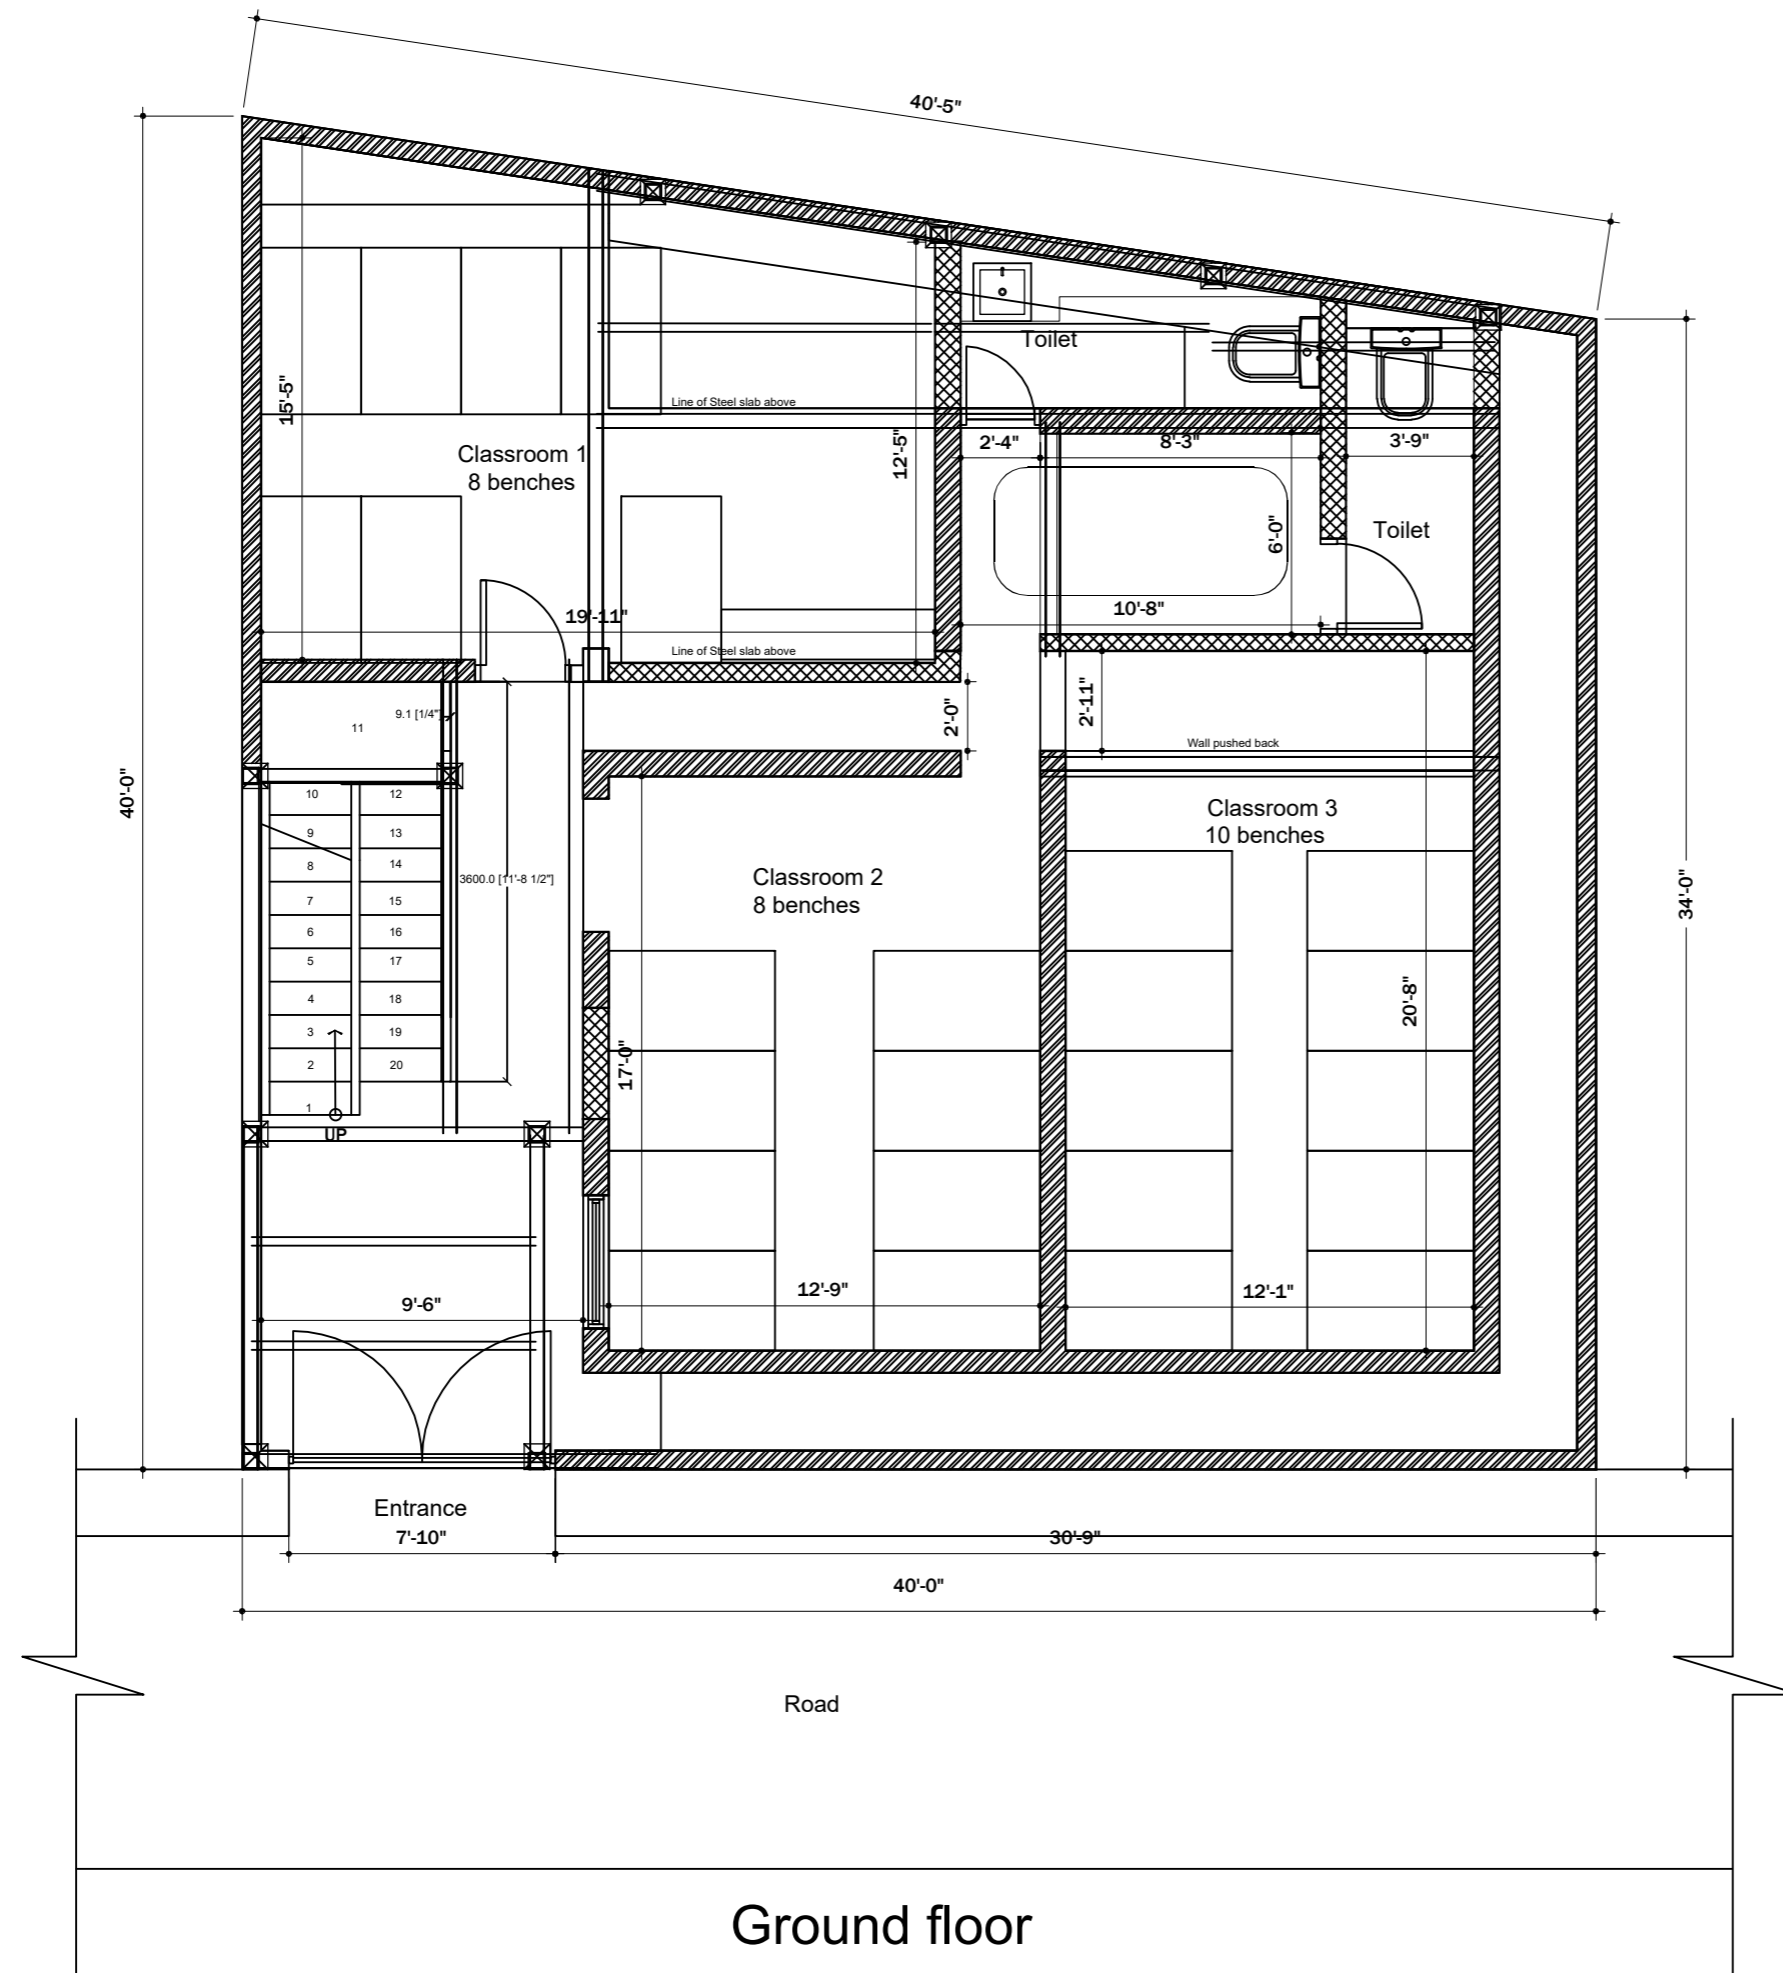 40'-5"
Toilet
15'-5"
Line of Steel slab above
12'-5"
2'-4"
8'-3"
3'-9"
Classroom 1
8 benches
6'-0"
Toilet
19'-11"
10'-8"
Line of Steel slab above
9.1 [1/4"]
11
2'-0"
2'-11"
Wall pushed back
40'-0"
10
12
9
13
Classroom 3
10 benches
8
14
3600.0 [11'-8 1/2"]
Classroom 2
8 benches
34'-0"
7
15
6
16
5
17
4
18
20'-8"
3
19
17'-0"
2
20
1
UP
9'-6"
12'-9"
12'-1"
Entrance
7'-10"
30'-9"
40'-0"
Road
Ground floor